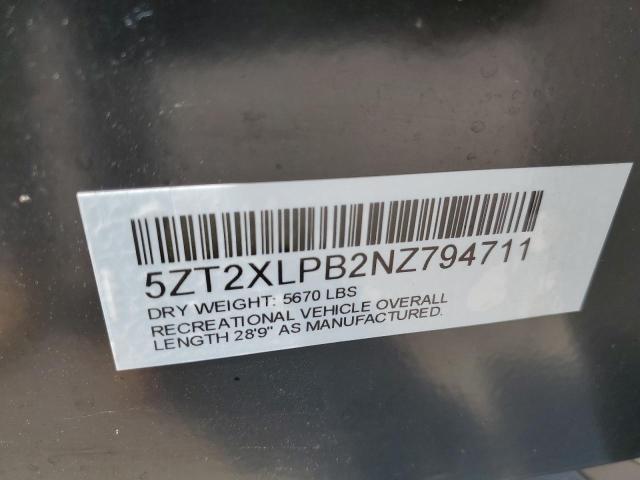 5ZT2XLPB2NZ794711
DRY WEIGHT: 5670 LBS
RECREATIONAL VEHICLE OVERALL
LENGTH 28'9" AS MANUFACTURED.